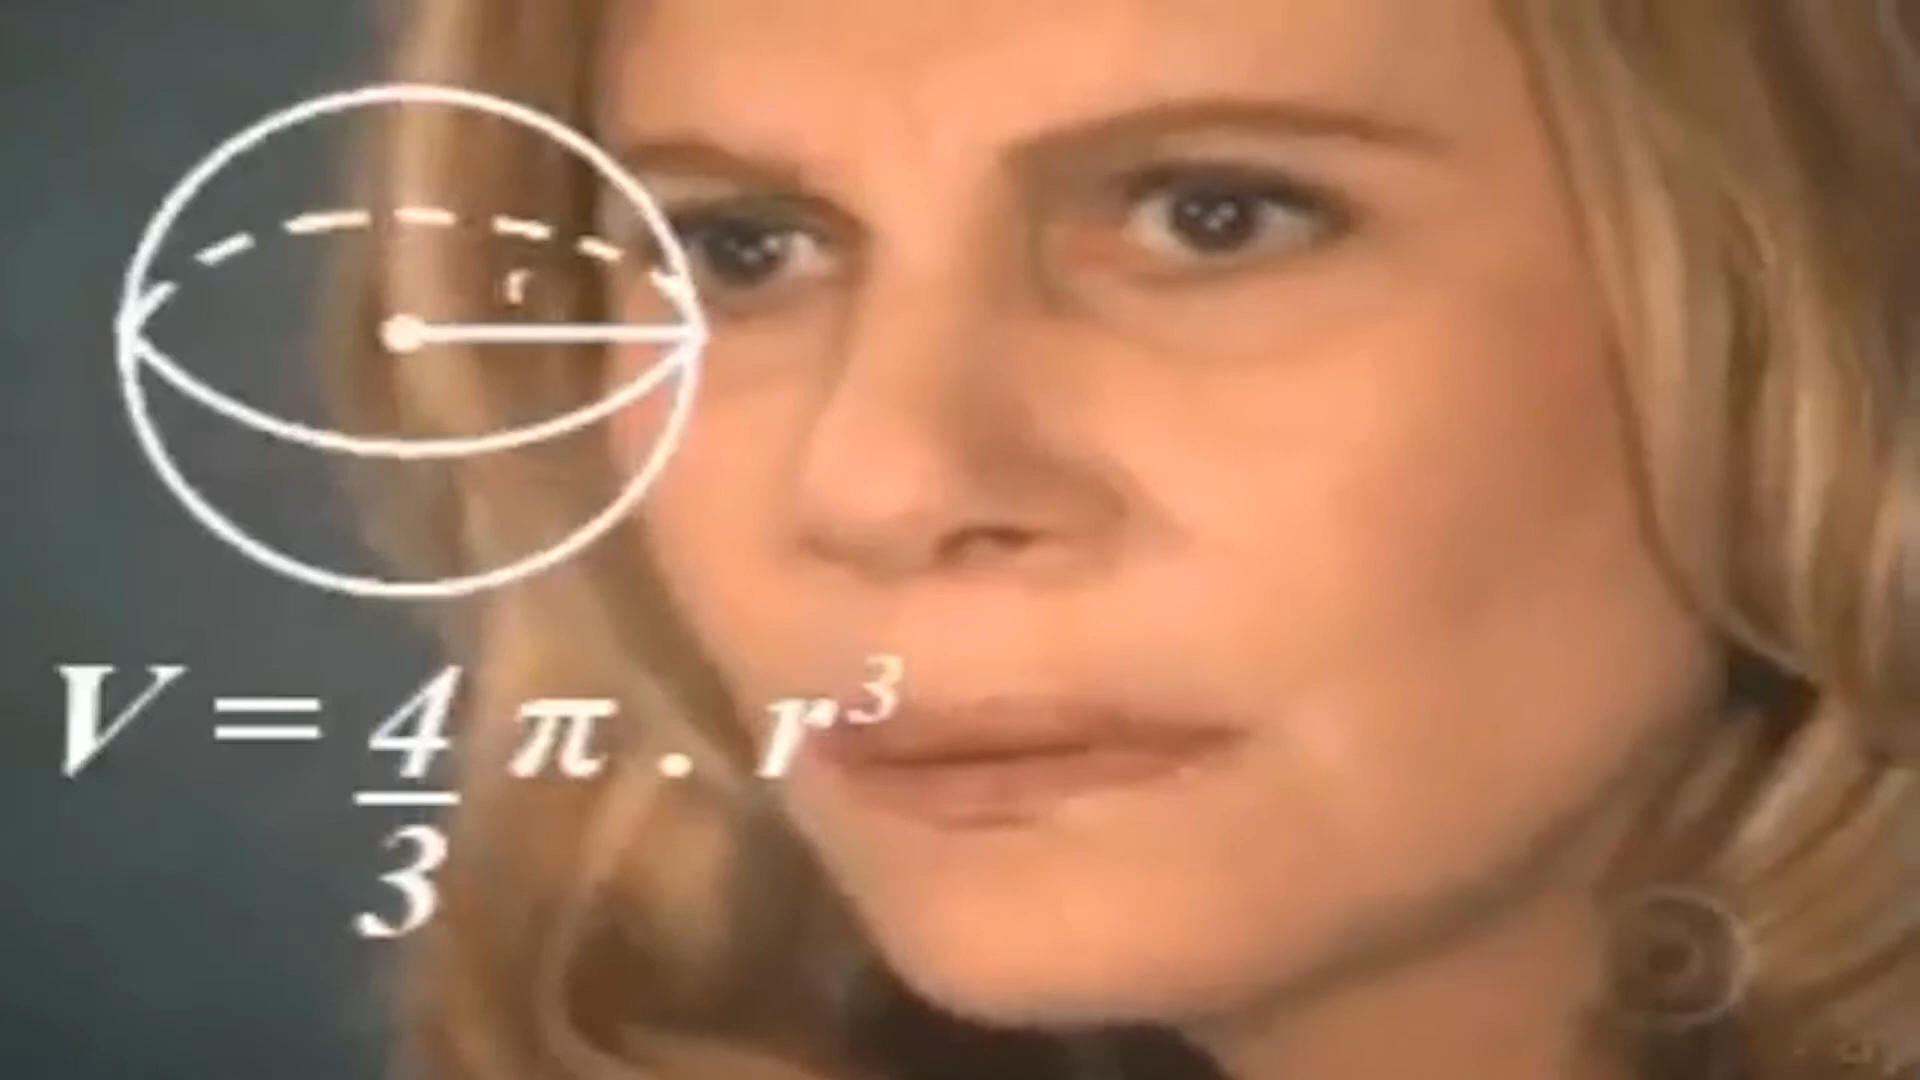 r
V = 4/3 π . r³